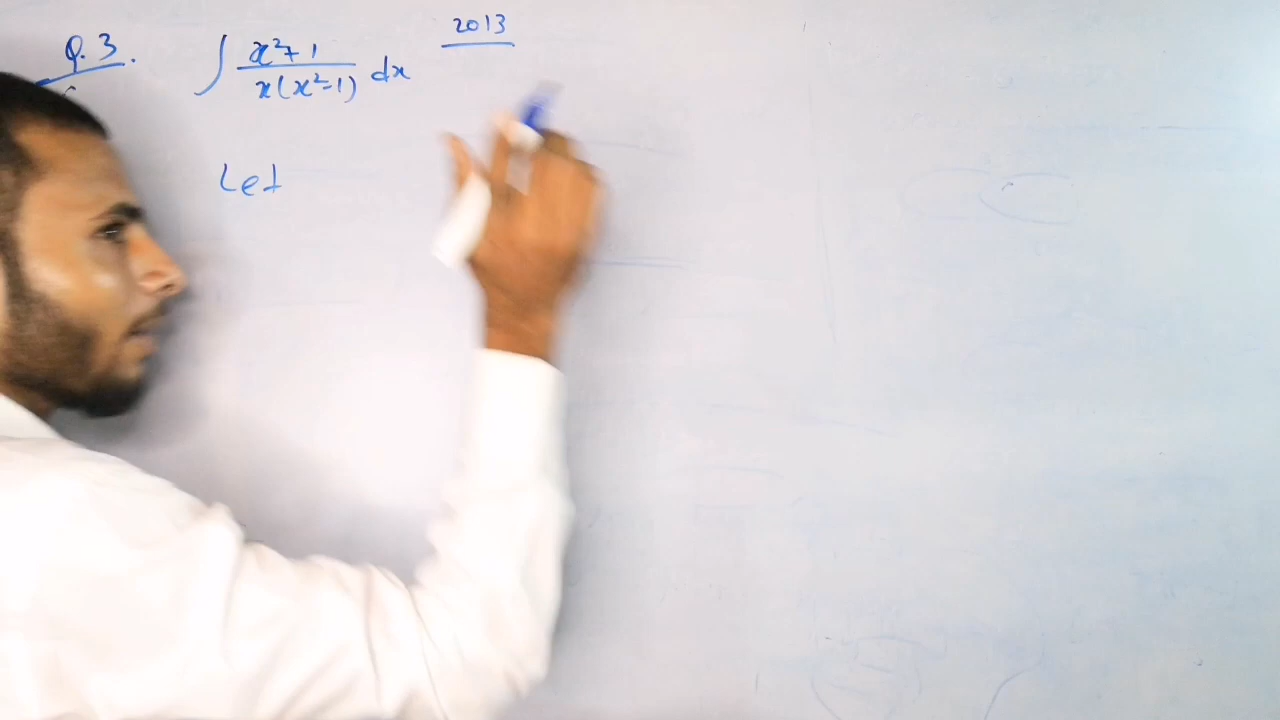 Q. 3. ∫ x²+1 / x(x²-1) dx 2013
Let